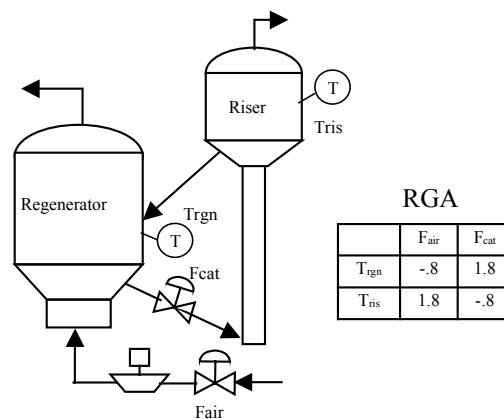 T
Riser
Tris
Regenerator
Trgn
T
Fcat
Fair
RGA
Fair Fcat
Trgn -.8 1.8
Tris 1.8 -.8